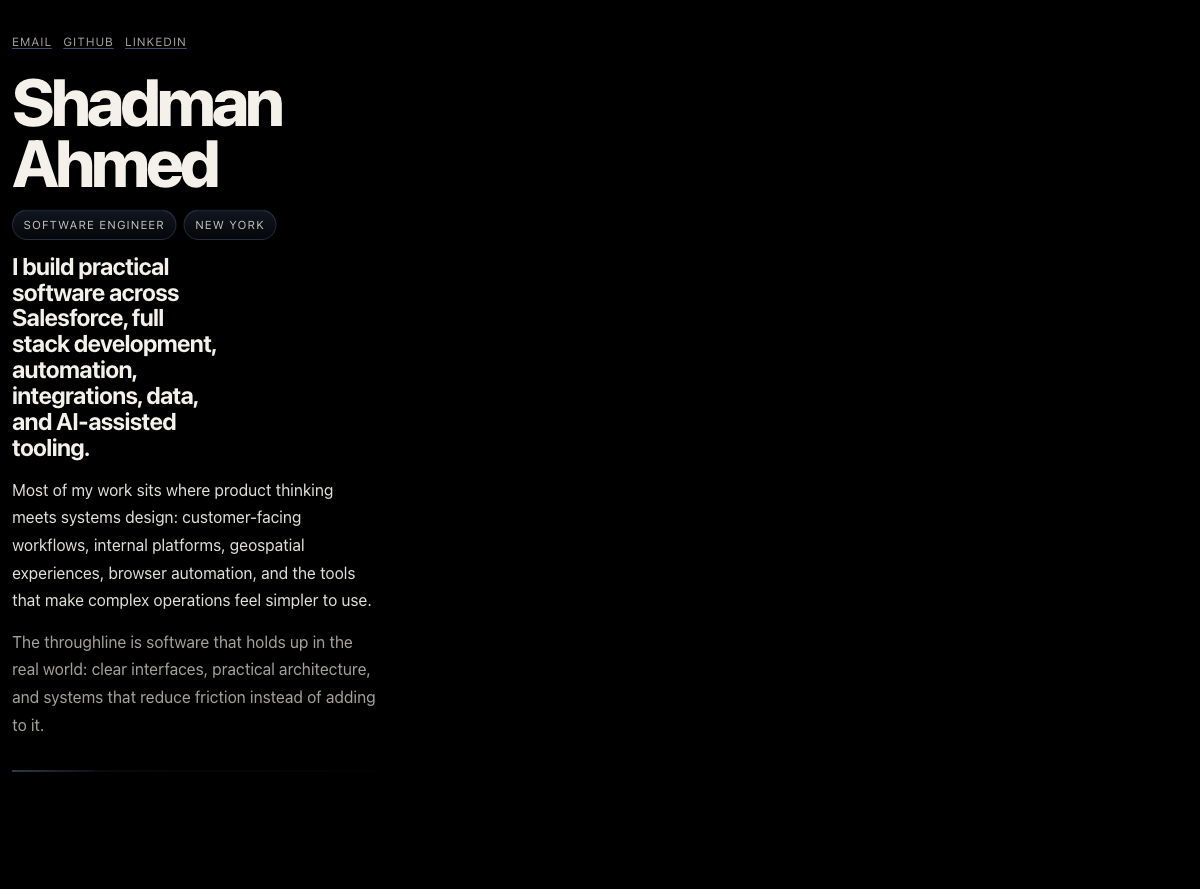 EMAIL GITHUB LINKEDIN
Shadman
Ahmed
SOFTWARE ENGINEER NEW YORK
I build practical
software across
Salesforce, full
stack development,
automation,
integrations, data,
and AI-assisted
tooling.
Most of my work sits where product thinking
meets systems design: customer-facing
workflows, internal platforms, geospatial
experiences, browser automation, and the tools
that make complex operations feel simpler to use.
The throughline is software that holds up in the
real world: clear interfaces, practical architecture,
and systems that reduce friction instead of adding
to it.